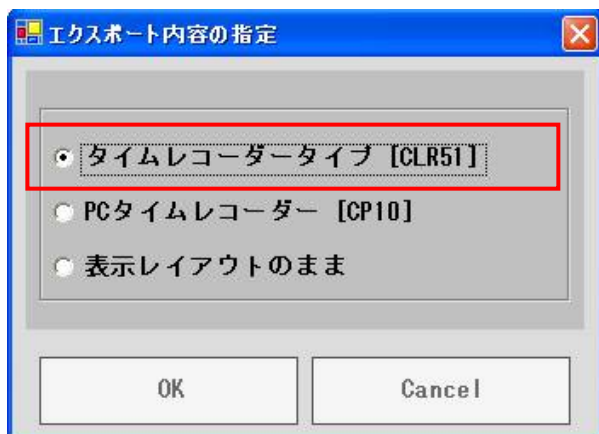 エクスポート内容の指定
タイムレコーダータイプ [CLR51]
PCタイムレコーダー [CP10]
表示レイアウトのまま
OK
Cancel